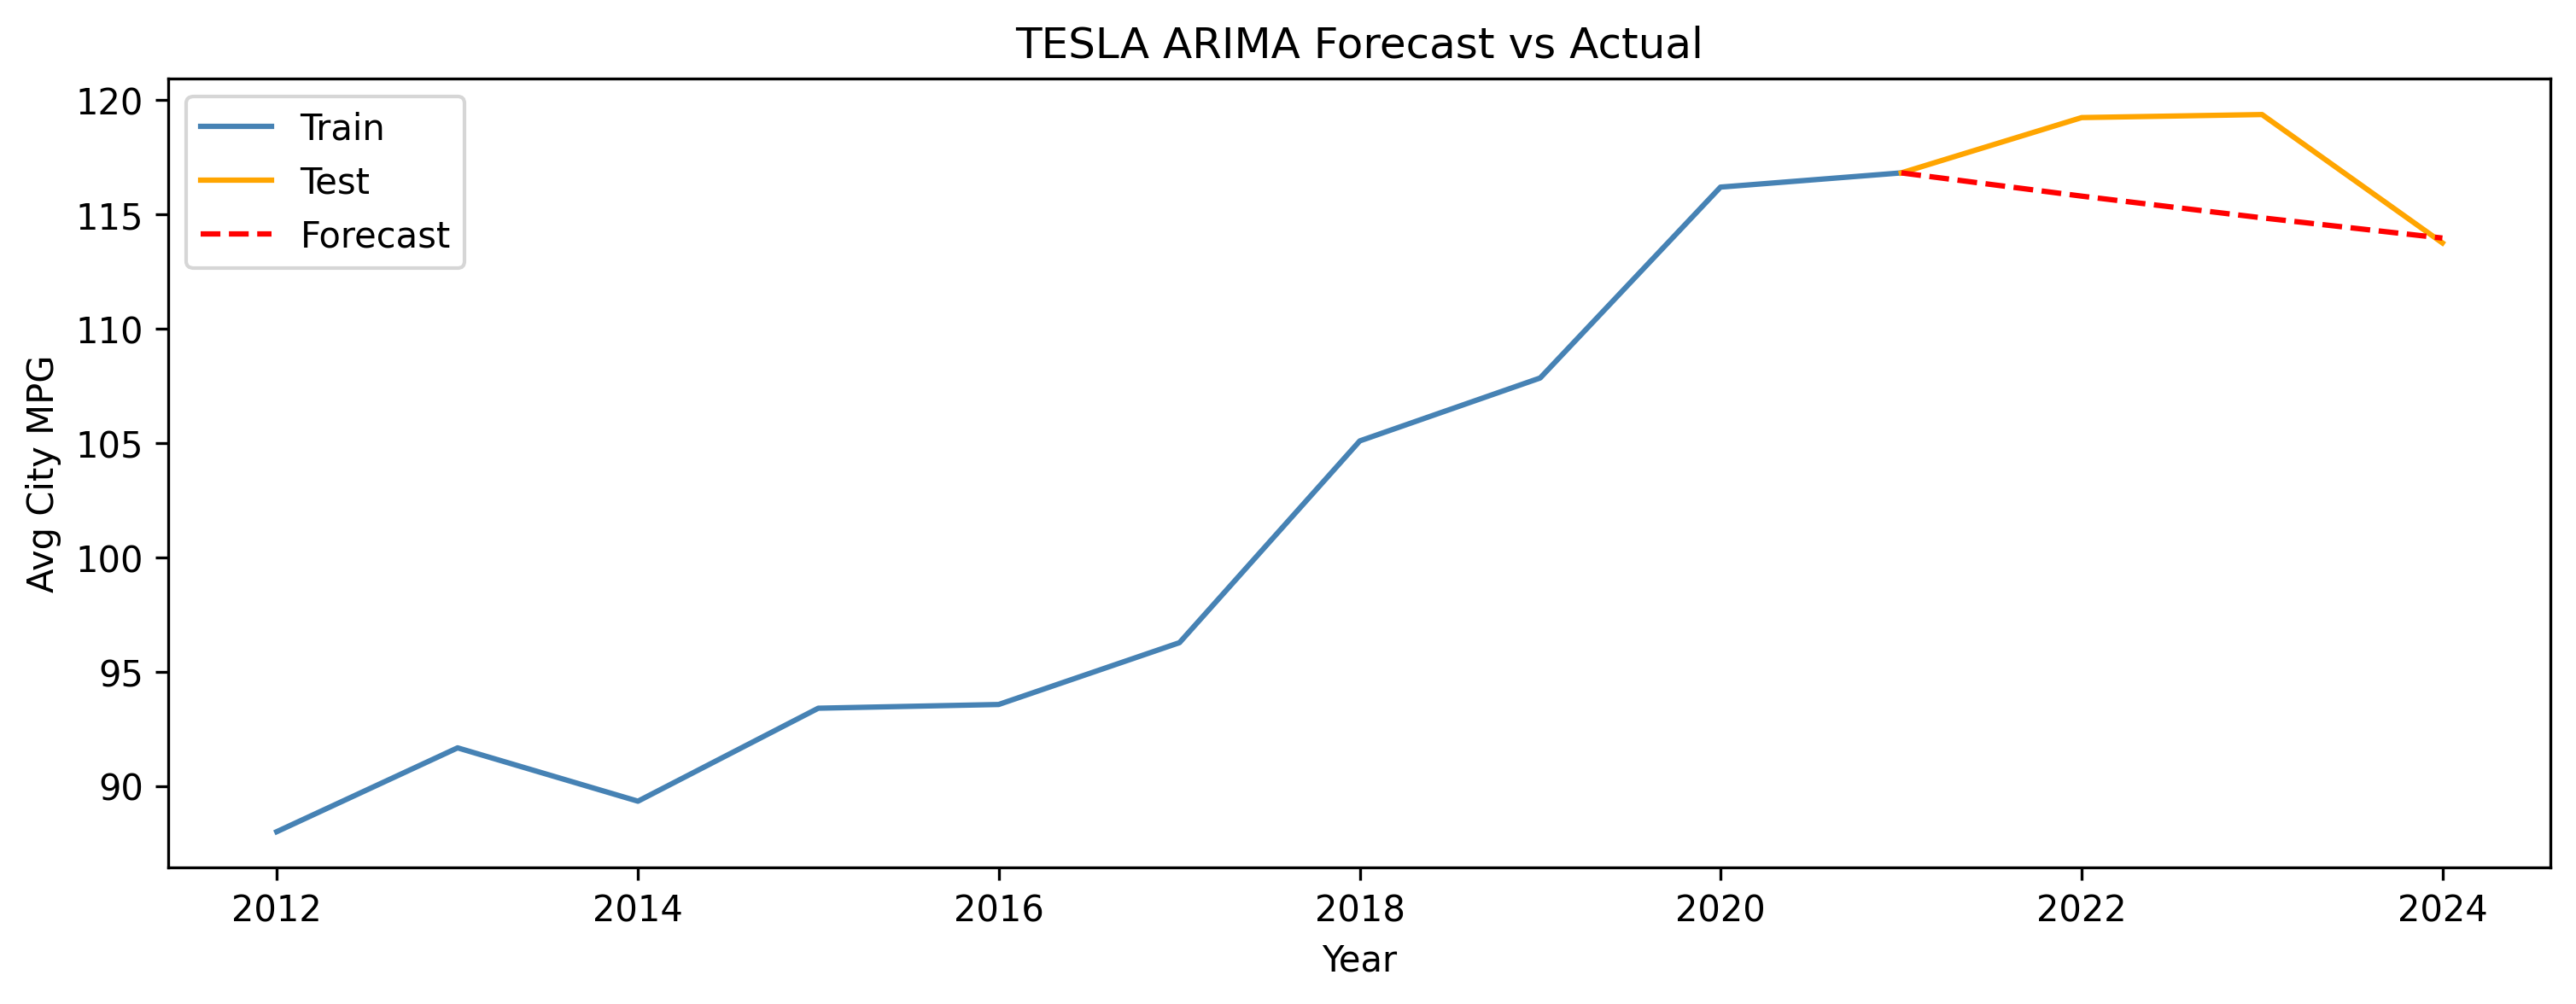 TESLA ARIMA Forecast vs Actual
Train
Test
Forecast
Avg City MPG
120
115
110
105
100
95
90
2012 2014 2016 2018 2020 2022 2024
Year